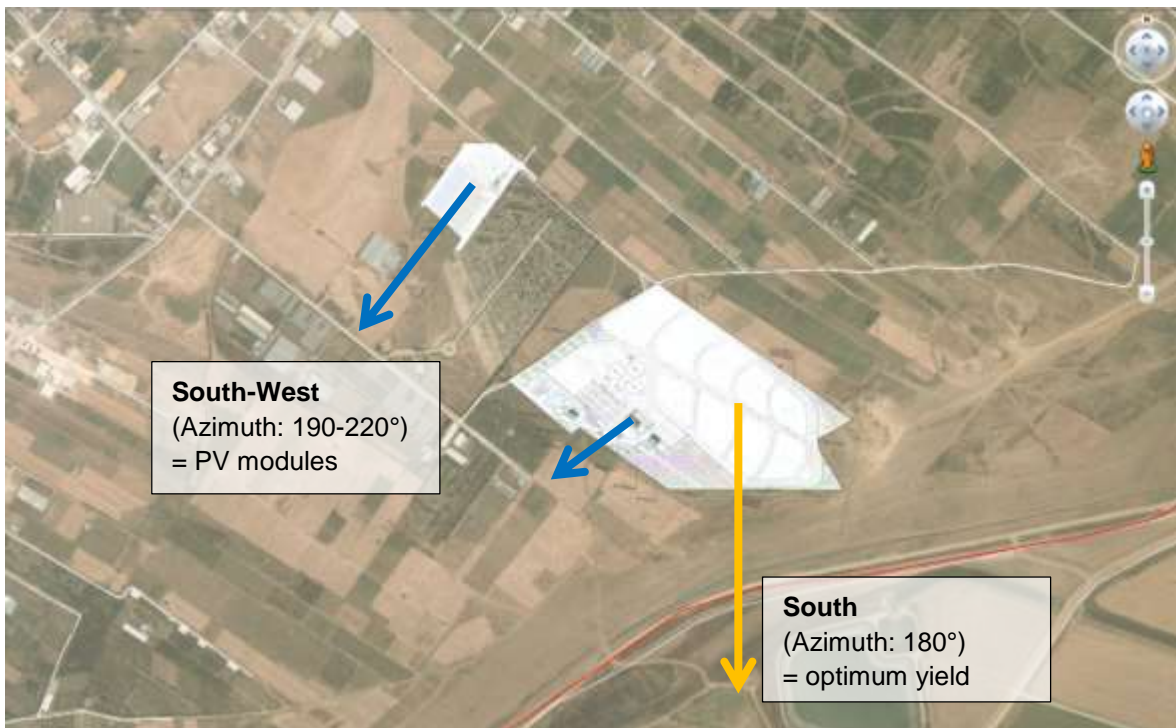 N
South-West
(Azimuth: 190-220°)
= PV modules
South
(Azimuth: 180°)
= optimum yield